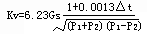 Kv=6.23Gs 1+0.0013Δt / √(P1+P2)(P1-P2)